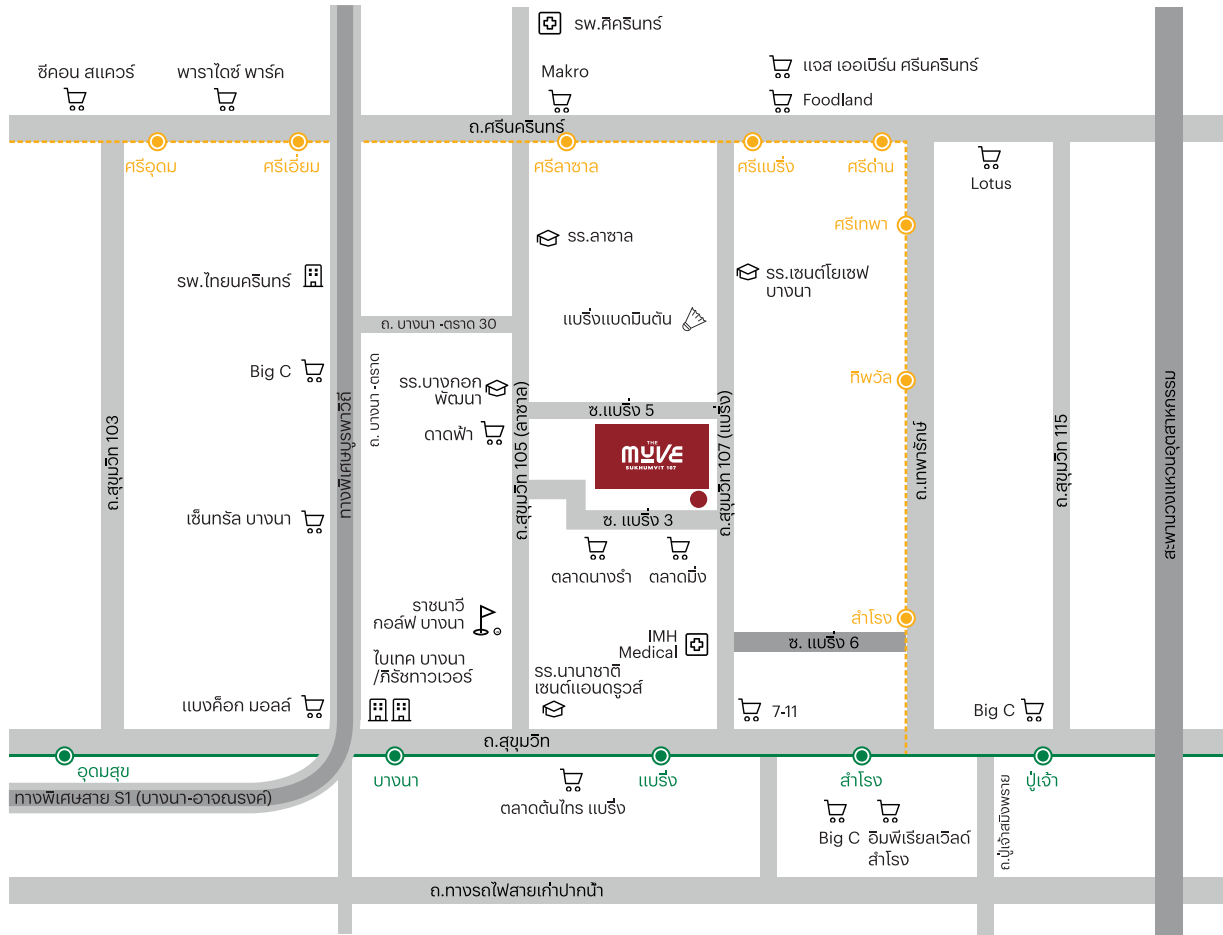 รพ.ศิครินทร์
ซีคอน สแควร์
พาราไดซ์ พาร์ค
Makro
แจส เออเบิร์น ศรีนครินทร์
Foodland
ถ.ศรีนครินทร์
ศรีอุดม
ศรีเอี่ยม
ศรีลาซาล
ศรีแบริ่ง
ศรีด่าน
Lotus
ศรีเทพา
รร.ลาซาล
รพ.ไทยนครินทร์
รร.เซนต์โยเซฟ
บางนา
ถ. บางนา -ตราด 30
แบริ่งแบดมินตัน
Big C
ถ. บางนา -ตราด
รร.บางกอก
พัฒนา
ทิพวัล
ซ.แบริ่ง 5
ดาดฟ้า
THE
MUVE
SUKHUMVIT 107
ถ.สุขุมวิท 103
ทางพิเศษบูรพาวิถี
ถ.สุขุมวิท 105 (ลาซาล)
ถ.สุขุมวิท 107 (แบริ่ง)
ถ.เทพารักษ์
ถ.สุขุมวิท 115
สะพานวงแหวนอุตสาหกรรม
เซ็นทรัล บางนา
ซ. แบริ่ง 3
ตลาดนางรำ
ตลาดมิ่ง
ราชนาวี
กอล์ฟ บางนา
สำโรง
IMH
Medical
ซ. แบริ่ง 6
ไบเทค บางนา
/ภิรัชทาวเวอร์
รร.นานาชาติ
เซนต์แอนดรูวส์
แบงค็อก มอลล์
7-11
Big C
ถ.สุขุมวิท
อุดมสุข
บางนา
แบริ่ง
สำโรง
ปู่เจ้า
ทางพิเศษสาย S1 (บางนา-อาจณรงค์)
ตลาดต้นไทร แบริ่ง
Big C
อิมพีเรียลเวิลด์
สำโรง
ถ.ปู่เจ้าสมิงพราย
ถ.ทางรถไฟสายเก่าปากน้ำ